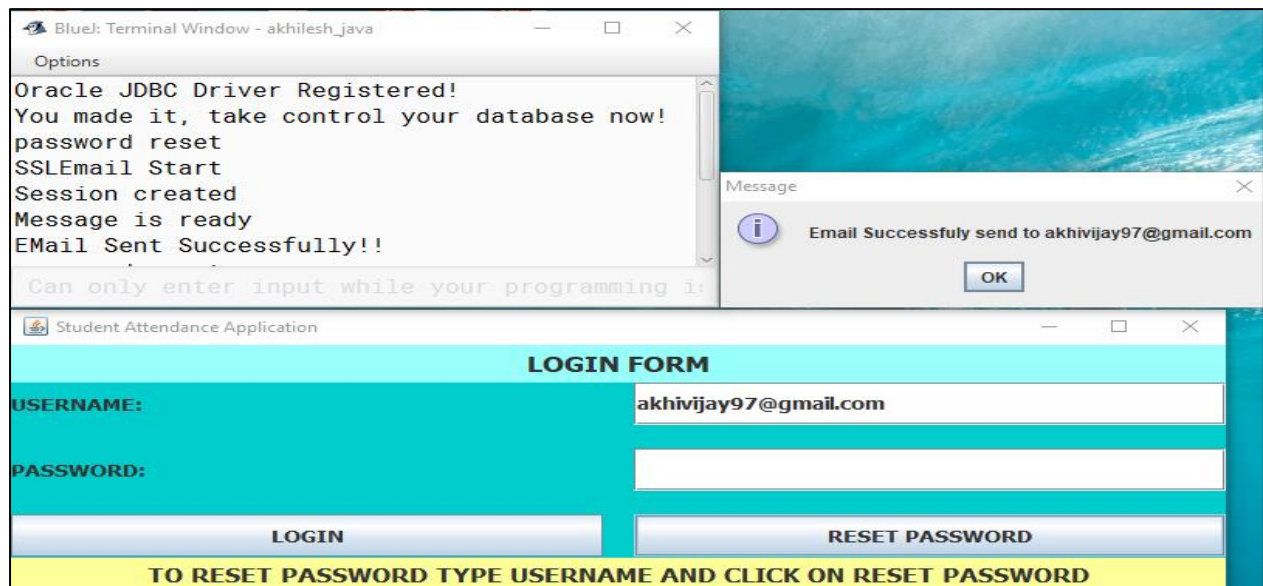 BlueJ: Terminal Window - akhilesh_java
Options
Oracle JDBC Driver Registered!
You made it, take control your database now!
password reset
SSLEmail Start
Session created
Message is ready
EMail Sent Successfully!!
Can only enter input while your programming i
Message
Email Successfuly send to akhivijay97@gmail.com
OK
Student Attendance Application
LOGIN FORM
USERNAME:
akhivijay97@gmail.com
PASSWORD:
LOGIN
RESET PASSWORD
TO RESET PASSWORD TYPE USERNAME AND CLICK ON RESET PASSWORD